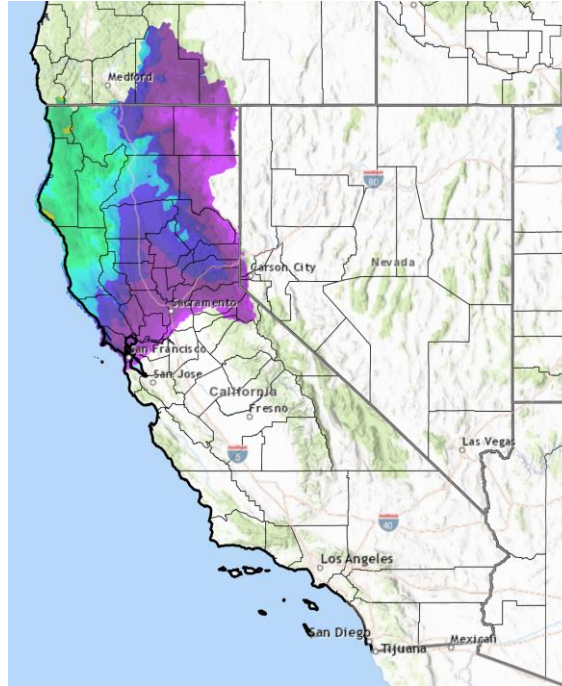 Medford
80
Carson City
Nevada
Sacramento
San Francisco
San Jose
California
Fresno
Las Vegas
5
40
Los Angeles
San Diego
Mexicali
Tijuana